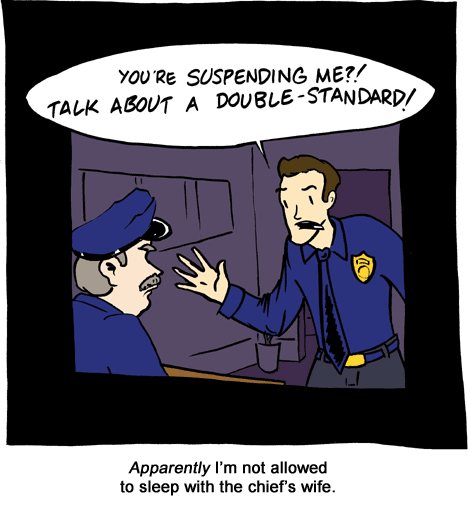 YOU'RE SUSPENDING ME?!
TALK ABOUT A DOUBLE-STANDARD!
Apparently I'm not allowed
to sleep with the chief's wife.